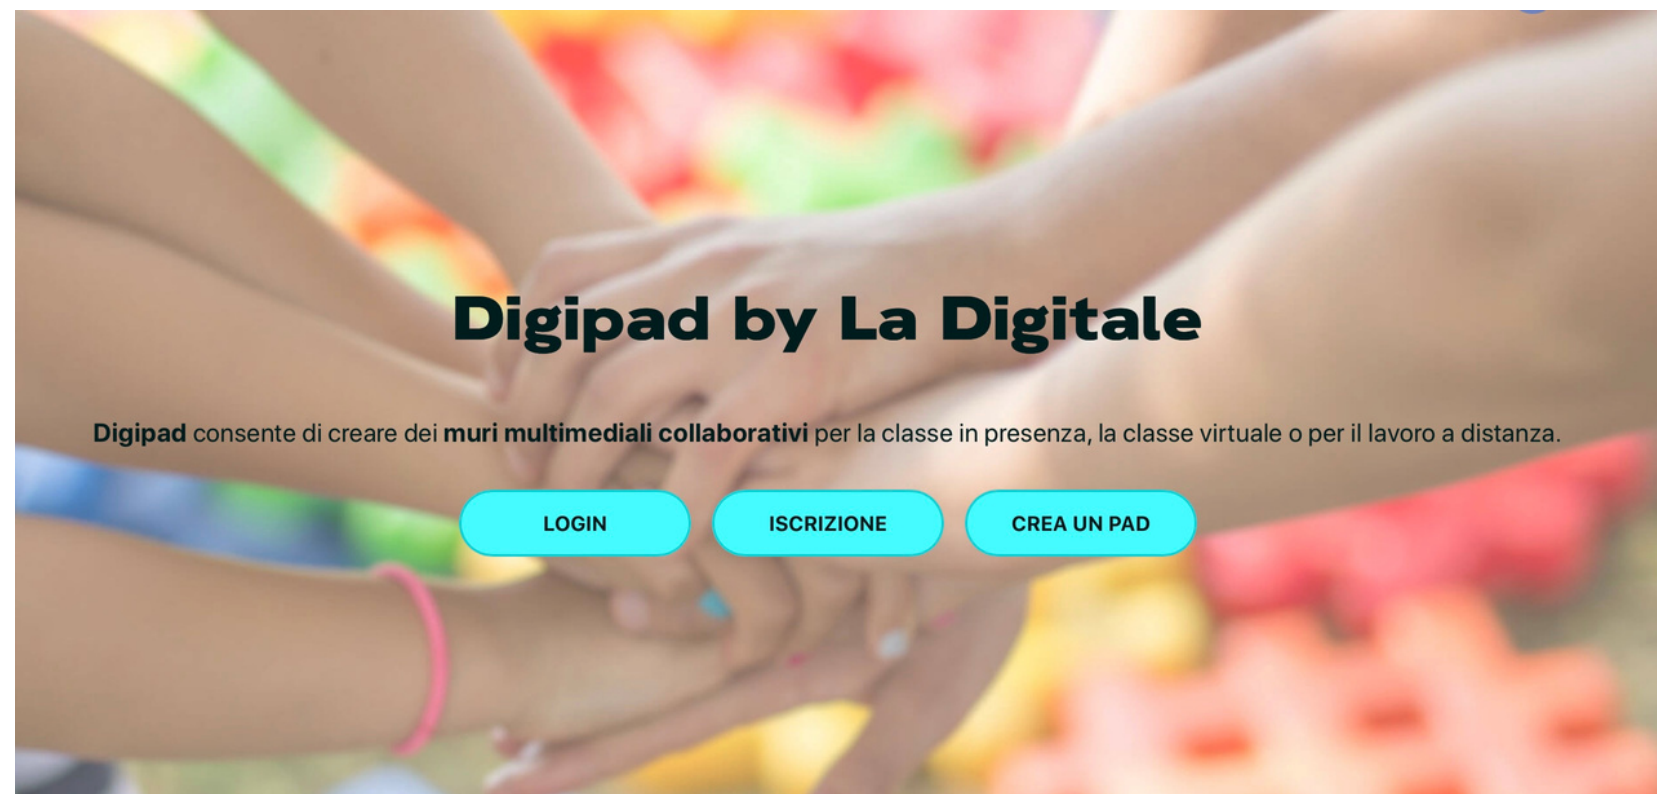 Digipad by La Digitale
Digipad consente di creare dei muri multimediali collaborativi per la classe in presenza, la classe virtuale o per il lavoro a distanza.
LOGIN
ISCRIZIONE
CREA UN PAD